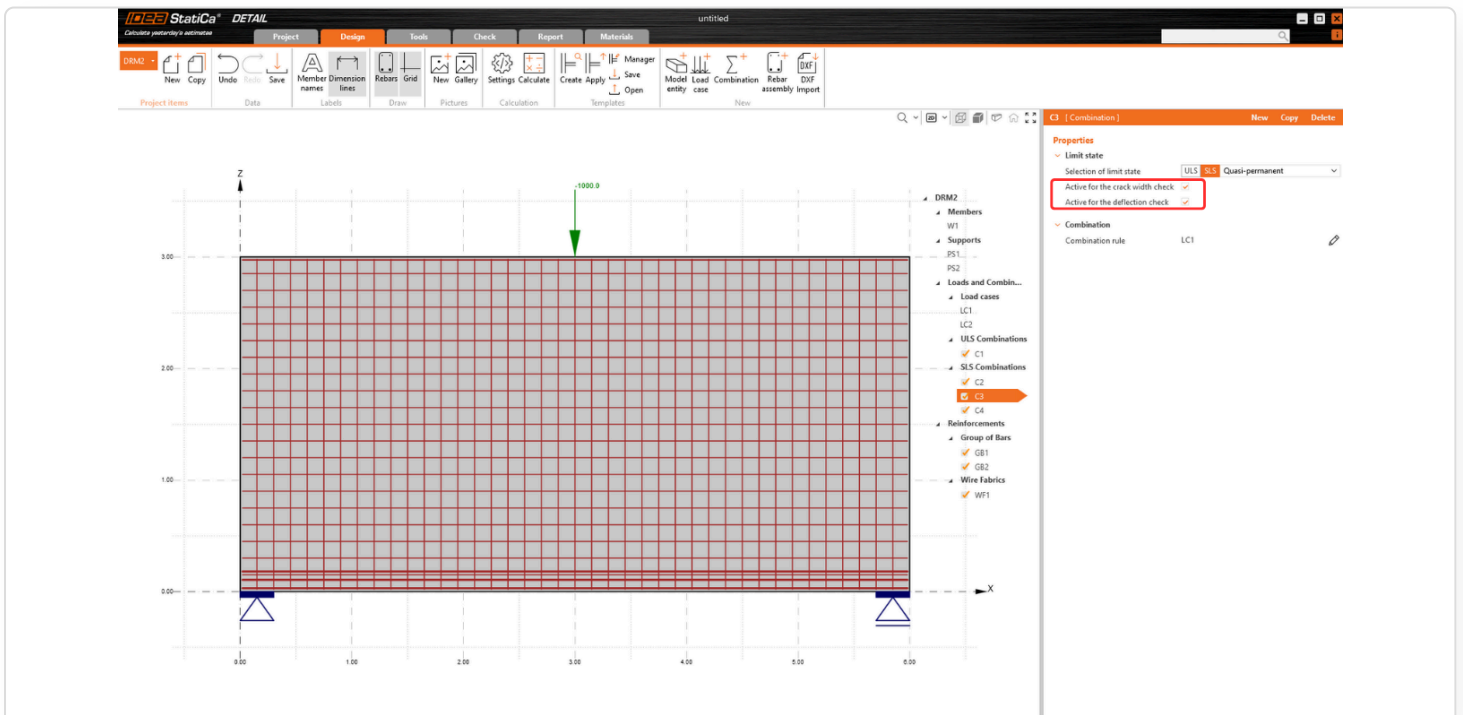 IDEA StatiCa® DETAIL
Calculate yesterday's estimates
untitled
Project Design Tools Check Report Materials
DRM2
New Copy Undo Redo Save Member names Dimension lines Rebars Grid New Gallery Settings Calculate Create Apply Manager Save Open Model entity Load case Combination Rebar assembly DXF Import
DXF
Project items Data Labels Draw Pictures Calculation Templates New
2D
C3 [ Combination ] New Copy Delete
Properties
Limit state
Selection of limit state ULS SLS Quasi-permanent
Active for the crack width check
Active for the deflection check
Combination
Combination rule LC1
Z
-1000.0
3.00
2.00
1.00
0.00
X
0.00 1.00 2.00 3.00 4.00 5.00 6.00
DRM2
Members
W1
Supports
PS1
PS2
Loads and Combin...
Load cases
LC1
LC2
ULS Combinations
C1
SLS Combinations
C2
C3
C4
Reinforcements
Group of Bars
GB1
GB2
Wire Fabrics
WF1